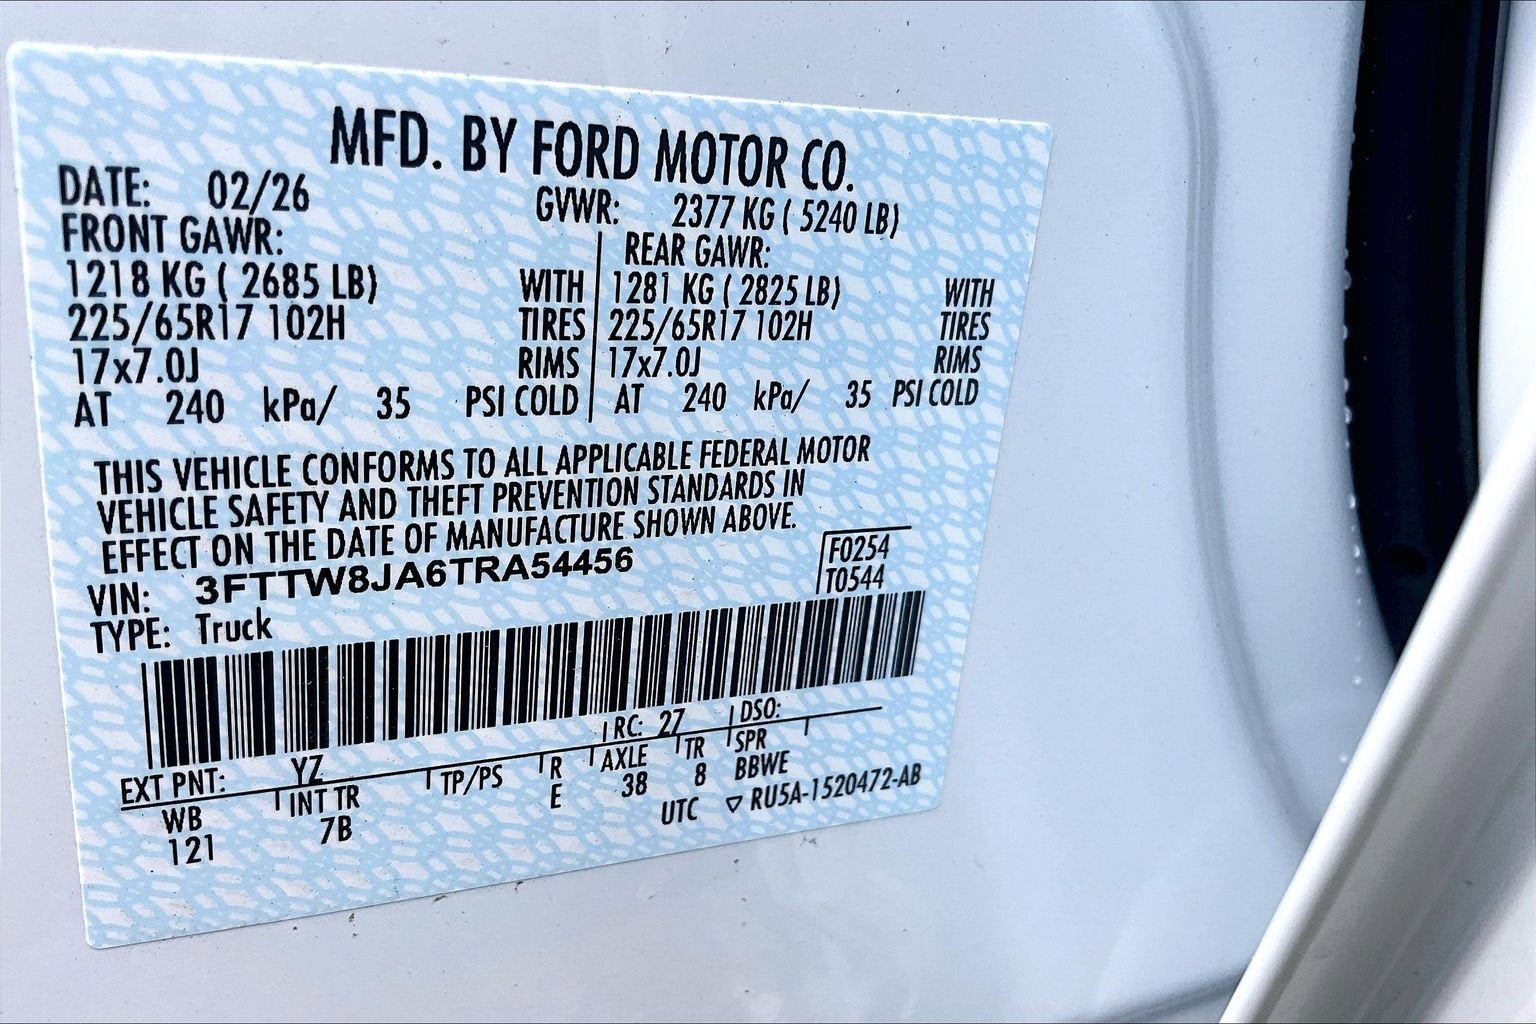 MFD. BY FORD MOTOR CO.
DATE: 02/26 GVWR: 2377 KG ( 5240 LB)
FRONT GAWR: REAR GAWR:
1218 KG ( 2685 LB) WITH 1281 KG ( 2825 LB) WITH
225/65R17 102H TIRES 225/65R17 102H TIRES
17x7.0J RIMS 17x7.0J RIMS
AT 240 kPa/ 35 PSI COLD AT 240 kPa/ 35 PSI COLD
THIS VEHICLE CONFORMS TO ALL APPLICABLE FEDERAL MOTOR
VEHICLE SAFETY AND THEFT PREVENTION STANDARDS IN
EFFECT ON THE DATE OF MANUFACTURE SHOWN ABOVE.
VIN: 3FTTW8JA6TRA54456 F0254
TYPE: Truck T0544
EXT PNT: YZ RC: 27 DSO:
WB INT TR TP/PS R AXLE TR SPR
121 7B E 38 8 BBWE
UTC ▽ RU5A-1520472-AB